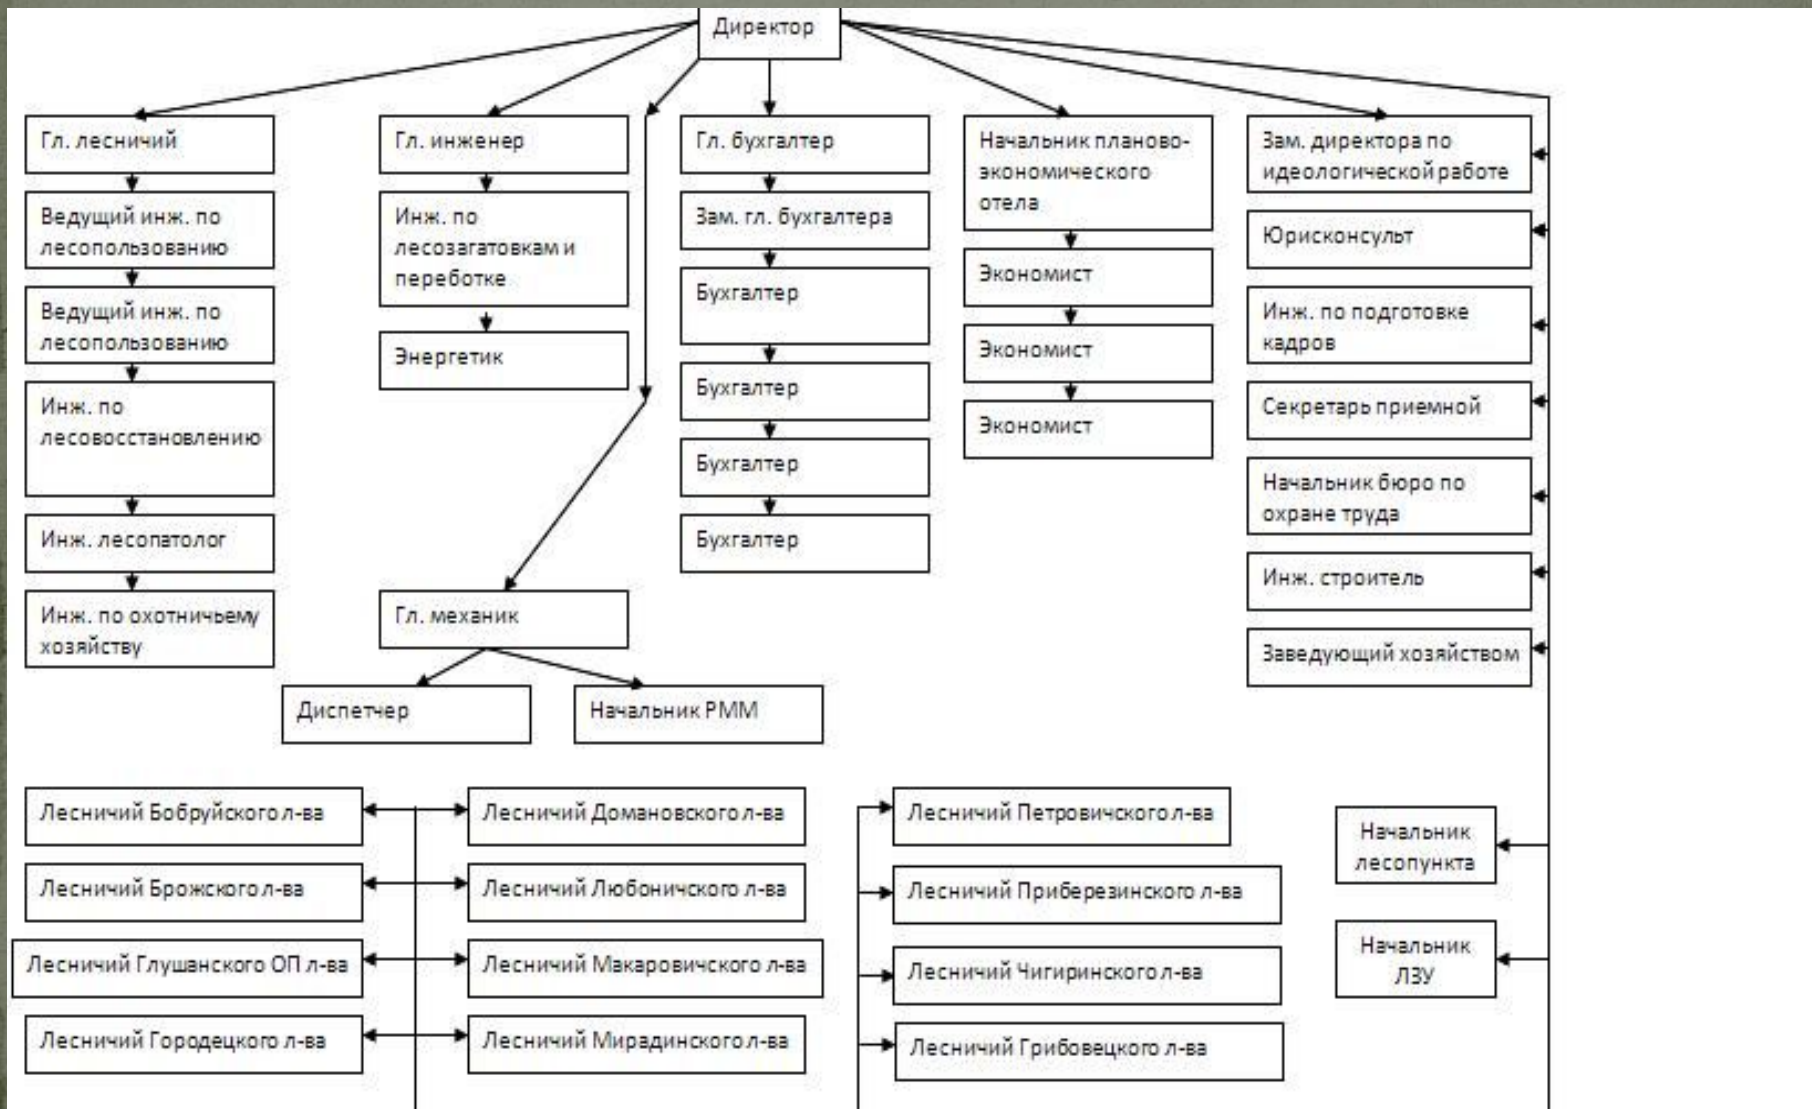 Директор
Гл. лесничий
Ведущий инж. по
лесопользованию
Ведущий инж. по
лесопользованию
Инж. по
лесовосстановлению
Инж. лесопатолог
Инж. по охотничьему
хозяйству
Гл. инженер
Инж. по
лесозагатовкам и
переботке
Энергетик
Гл. механик
Диспетчер
Начальник РММ
Гл. бухгалтер
Зам. гл. бухгалтера
Бухгалтер
Бухгалтер
Бухгалтер
Бухгалтер
Начальник планово-
экономического
отела
Экономист
Экономист
Экономист
Зам. директора по
идеологической работе
Юрисконсульт
Инж. по подготовке
кадров
Секретарь приемной
Начальник бюро по
охране труда
Инж. строитель
Заведующий хозяйством
Лесничий Бобруйского л-ва
Лесничий Брожского л-ва
Лесничий Глушанского ОП л-ва
Лесничий Городецкого л-ва
Лесничий Домановского л-ва
Лесничий Любоничского л-ва
Лесничий Макаровичского л-ва
Лесничий Мирадинского л-ва
Лесничий Петровичского л-ва
Лесничий Приберезинского л-ва
Лесничий Чигиринского л-ва
Лесничий Грибовецкого л-ва
Начальник
лесопункта
Начальник
ЛЗУ